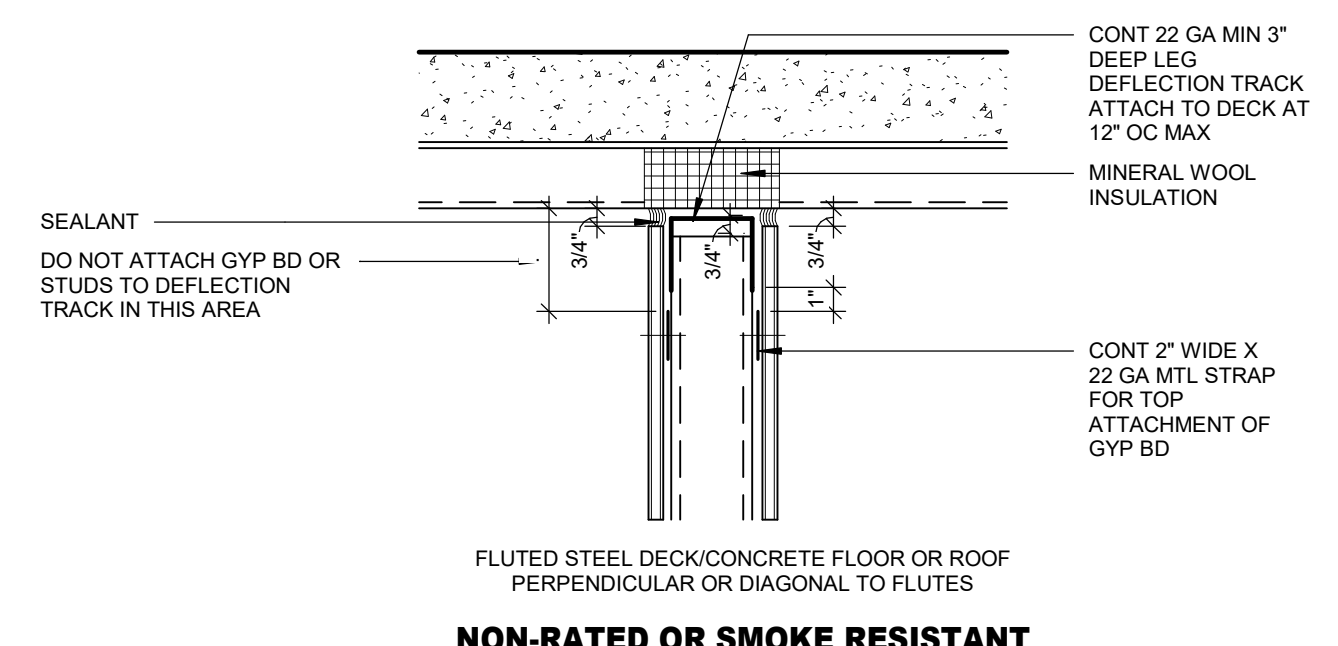 CONT 22 GA MIN 3"
DEEP LEG
DEFLECTION TRACK
ATTACH TO DECK AT
12" OC MAX
MINERAL WOOL
INSULATION
SEALANT
DO NOT ATTACH GYP BD OR
STUDS TO DEFLECTION
TRACK IN THIS AREA
3/4"
3/4"
3/4"
1"
CONT 2" WIDE X
22 GA MTL STRAP
FOR TOP
ATTACHMENT OF
GYP BD
FLUTED STEEL DECK/CONCRETE FLOOR OR ROOF
PERPENDICULAR OR DIAGONAL TO FLUTES
NON-RATED OR SMOKE RESISTANT